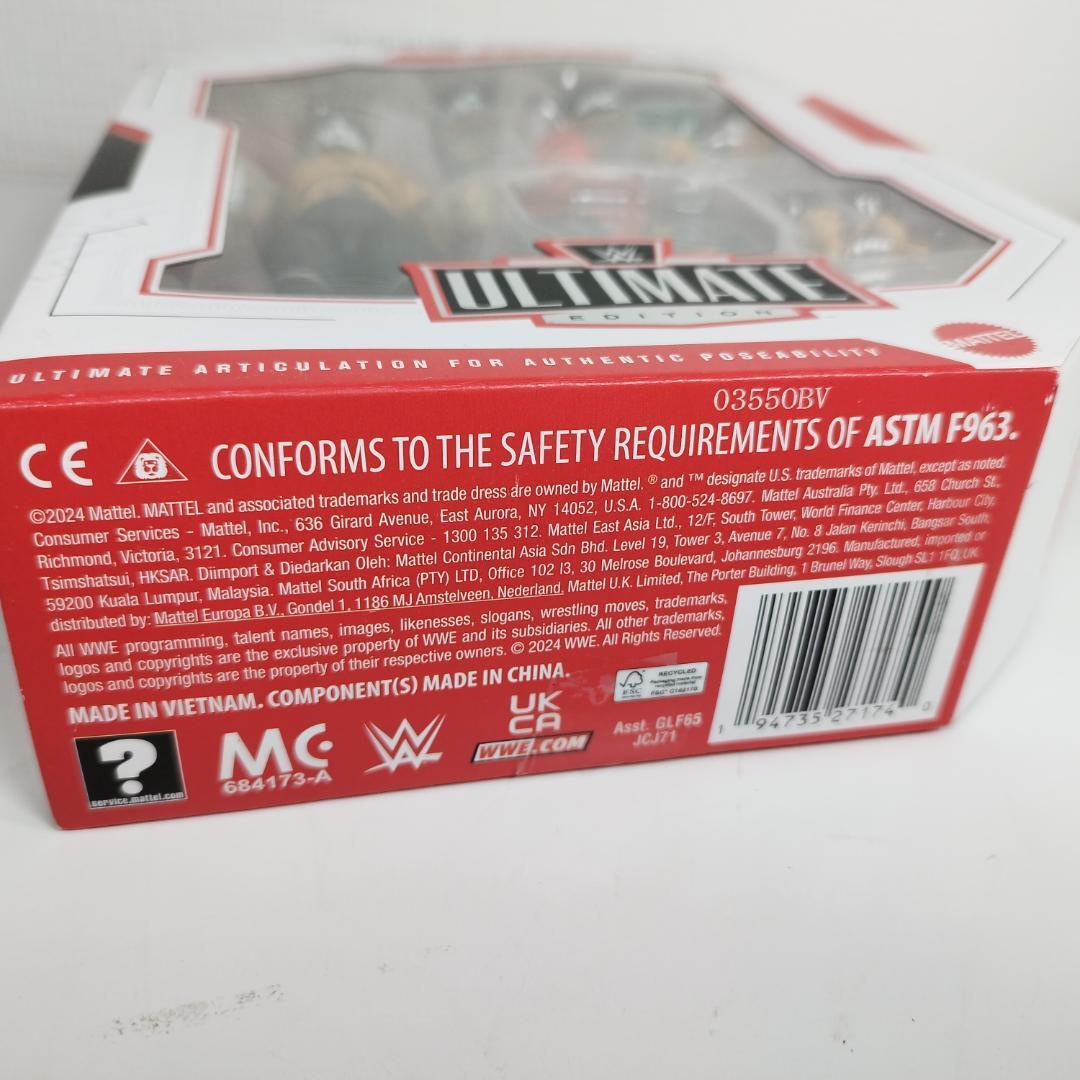 ULTIMATE
EDITION
MATTEL
ULTIMATE ARTICULATION FOR AUTHENTIC POSEABILITY
03550BV
CE CONFORMS TO THE SAFETY REQUIREMENTS OF ASTM F963.
©2024 Mattel. MATTEL and associated trademarks and trade dress are owned by Mattel. ® and ™ designate U.S. trademarks of Mattel, except as noted.
Consumer Services - Mattel, Inc., 636 Girard Avenue, East Aurora, NY 14052, U.S.A. 1-800-524-8697. Mattel Australia Pty. Ltd., 658 Church St.,
Richmond, Victoria, 3121. Consumer Advisory Service - 1300 135 312. Mattel East Asia Ltd., 12/F, South Tower, World Finance Center, Harbour City,
Tsimshatsui, HKSAR. Diimport & Diedarkan Oleh: Mattel Continental Asia Sdn Bhd. Level 19, Tower 3, Avenue 7, No. 8 Jalan Kerinchi, Bangsar South,
59200 Kuala Lumpur, Malaysia. Mattel South Africa (PTY) LTD, Office 102 I3, 30 Melrose Boulevard, Johannesburg 2196. Manufactured, imported or
distributed by: Mattel Europa B.V., Gondel 1, 1186 MJ Amstelveen, Nederland. Mattel U.K. Limited, The Porter Building, 1 Brunel Way, Slough SL1 1FQ, UK.
All WWE programming, talent names, images, likenesses, slogans, wrestling moves, trademarks,
logos and copyrights are the exclusive property of WWE and its subsidiaries. All other trademarks,
logos and copyrights are the property of their respective owners. © 2024 WWE. All Rights Reserved.
MADE IN VIETNAM. COMPONENT(S) MADE IN CHINA.
?
service.mattel.com
MC
684173-A
W
UK
CA
WWE.COM
FSC
RECYCLED
Packaging made from
recycled material
Asst. GLF65
JCJ71
1 94735 27174 0